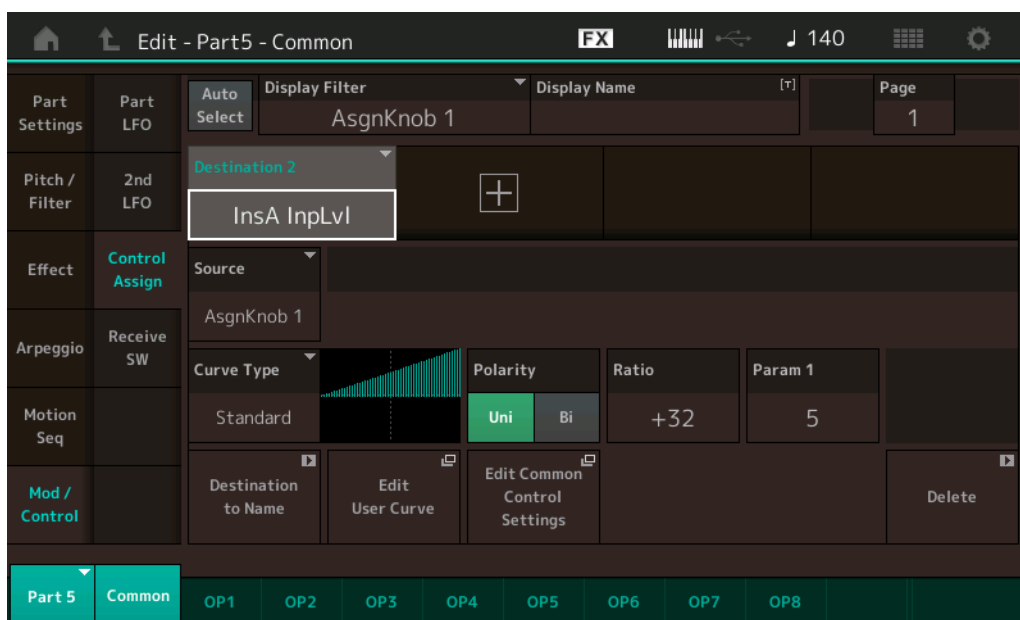 Edit - Part5 - Common
FX
♩ 140
Part
Settings
Part
LFO
Auto
Select
Display Filter
AsgnKnob 1
Display Name
[T]
Page
1
Pitch /
Filter
2nd
LFO
Destination 2
InsA InpLvl
Effect
Control
Assign
Source
AsgnKnob 1
Arpeggio
Receive
SW
Curve Type
Standard
Polarity
Uni
Bi
Ratio
+32
Param 1
5
Motion
Seq
Mod /
Control
Destination
to Name
Edit
User Curve
Edit Common
Control
Settings
Delete
Part 5
Common
OP1
OP2
OP3
OP4
OP5
OP6
OP7
OP8